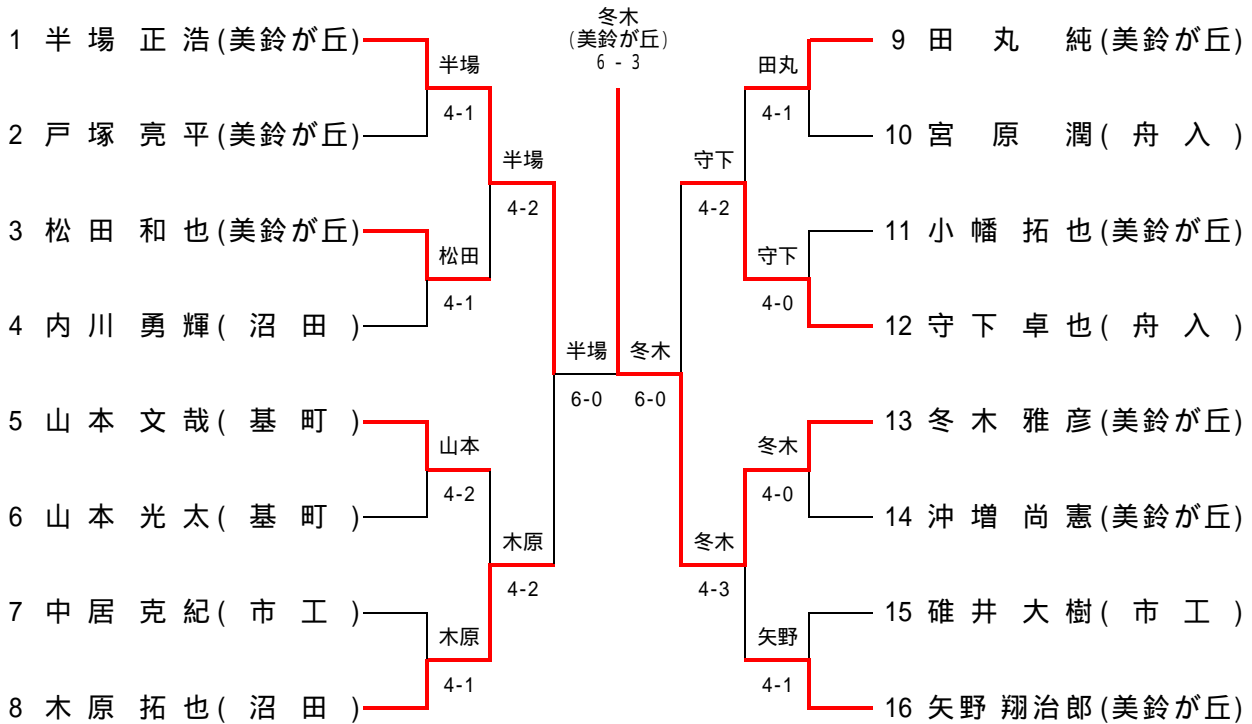 冬木
(美鈴が丘)
6 - 3
1 半場 正浩(美鈴が丘)
半場
4-1
2 戸塚 亮平(美鈴が丘)
半場
4-2
3 松田 和也(美鈴が丘)
松田
4-1
4 内川 勇輝(沼田)
半場
6-0
5 山本 文哉(基町)
山本
4-2
6 山本 光太(基町)
木原
4-2
7 中居 克紀(市工)
木原
4-1
8 木原 拓也(沼田)
9 田丸 純(美鈴が丘)
田丸
4-1
10 宮原 潤(舟入)
守下
4-2
11 小幡 拓也(美鈴が丘)
守下
4-0
12 守下 卓也(舟入)
冬木
6-0
13 冬木 雅彦(美鈴が丘)
冬木
4-0
14 沖増 尚憲(美鈴が丘)
冬木
4-3
15 碓井 大樹(市工)
矢野
4-1
16 矢野 翔治郎(美鈴が丘)